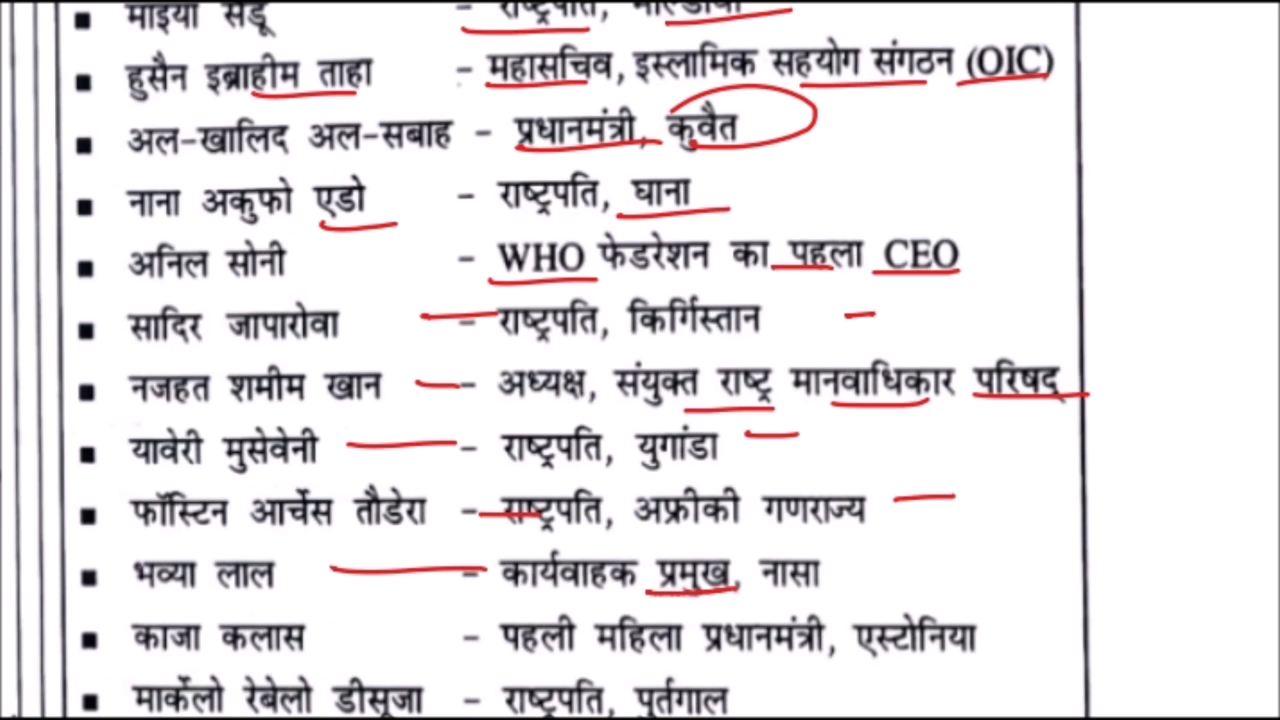 माइया संडू - राष्ट्रपति,
हुसैन इब्राहीम ताहा - महासचिव, इस्लामिक सहयोग संगठन (OIC)
अल-खालिद अल-सबाह - प्रधानमंत्री, कुवैत
नाना अकुफो एडो - राष्ट्रपति, घाना
अनिल सोनी - WHO फेडरेशन का पहला CEO
सादिर जापारोवा - राष्ट्रपति, किर्गिस्तान
नजहत शमीम खान - अध्यक्ष, संयुक्त राष्ट्र मानवाधिकार परिषद्
यावेरी मुसेवेनी - राष्ट्रपति, युगांडा
फॉस्टिन आर्चेस तौडेरा - राष्ट्रपति, अफ्रीकी गणराज्य
भव्या लाल - कार्यवाहक प्रमुख, नासा
काजा कलास - पहली महिला प्रधानमंत्री, एस्टोनिया
मार्केलो रेबेलो डीसूजा - राष्ट्रपति, पुर्तगाल